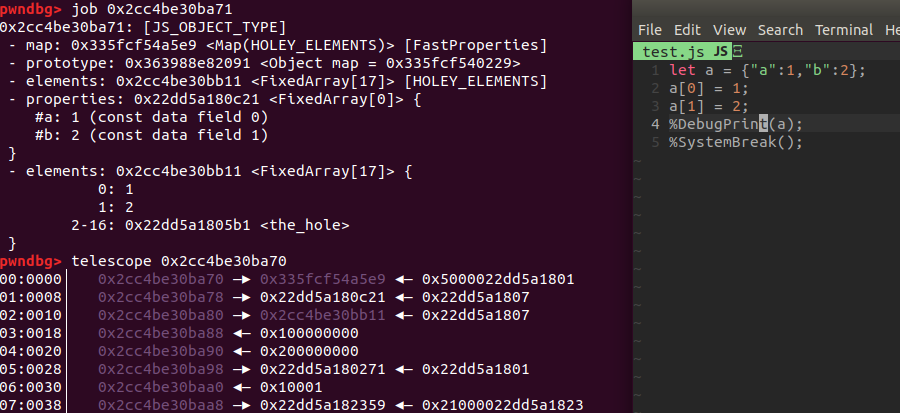 pwndbg> job 0x2cc4be30ba71
0x2cc4be30ba71: [JS_OBJECT_TYPE]
- map: 0x335fcf54a5e9 <Map(HOLEY_ELEMENTS)> [FastProperties]
- prototype: 0x363988e82091 <Object map = 0x335fcf540229>
- elements: 0x2cc4be30bb11 <FixedArray[17]> [HOLEY_ELEMENTS]
- properties: 0x22dd5a180c21 <FixedArray[0]> {
#a: 1 (const data field 0)
#b: 2 (const data field 1)
}
- elements: 0x2cc4be30bb11 <FixedArray[17]> {
0: 1
1: 2
2-16: 0x22dd5a1805b1 <the_hole>
}
pwndbg> telescope 0x2cc4be30ba70
00:0000│ 0x2cc4be30ba70 —▸ 0x335fcf54a5e9 ◂— 0x5000022dd5a1801
01:0008│ 0x2cc4be30ba78 —▸ 0x22dd5a180c21 ◂— 0x22dd5a1807
02:0010│ 0x2cc4be30ba80 —▸ 0x2cc4be30bb11 ◂— 0x22dd5a1807
03:0018│ 0x2cc4be30ba88 ◂— 0x100000000
04:0020│ 0x2cc4be30ba90 ◂— 0x200000000
05:0028│ 0x2cc4be30ba98 —▸ 0x22dd5a180271 ◂— 0x22dd5a1801
06:0030│ 0x2cc4be30baa0 ◂— 0x10001
07:0038│ 0x2cc4be30baa8 —▸ 0x22dd5a182359 ◂— 0x21000022dd5a1823
File Edit View Search Terminal He
test.js JS
1 let a = {"a":1,"b":2};
2 a[0] = 1;
3 a[1] = 2;
4 %DebugPrint(a);
5 %SystemBreak();
~
~
~
~
~
~
~
~
~
~
~
~
~
~